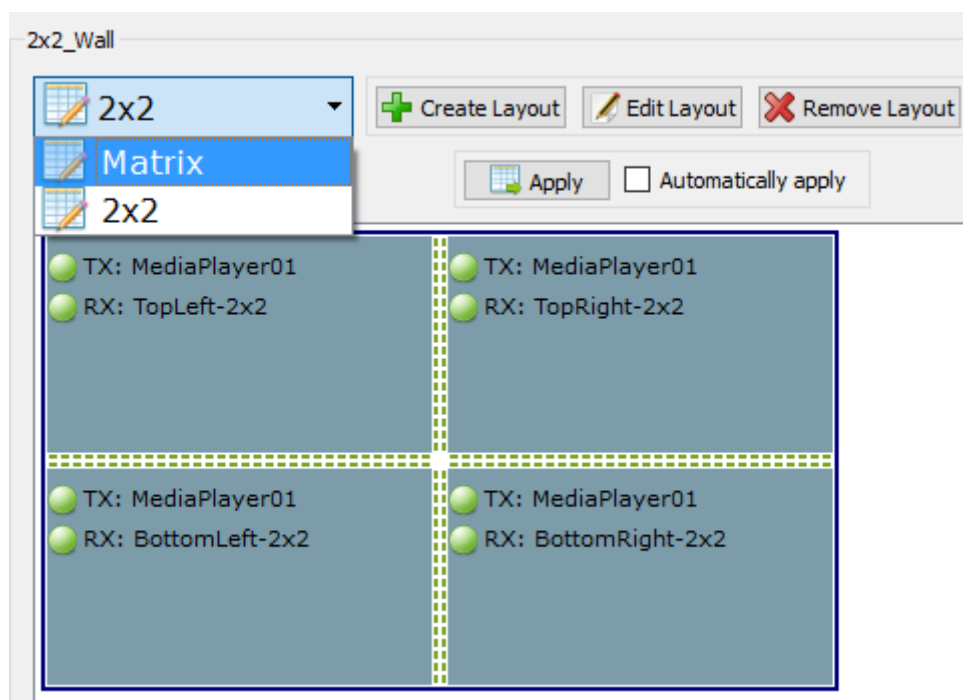 2x2_Wall
2x2
Create Layout
Edit Layout
Remove Layout
Matrix
2x2
Apply
Automatically apply
TX: MediaPlayer01
RX: TopLeft-2x2
TX: MediaPlayer01
RX: TopRight-2x2
TX: MediaPlayer01
RX: BottomLeft-2x2
TX: MediaPlayer01
RX: BottomRight-2x2